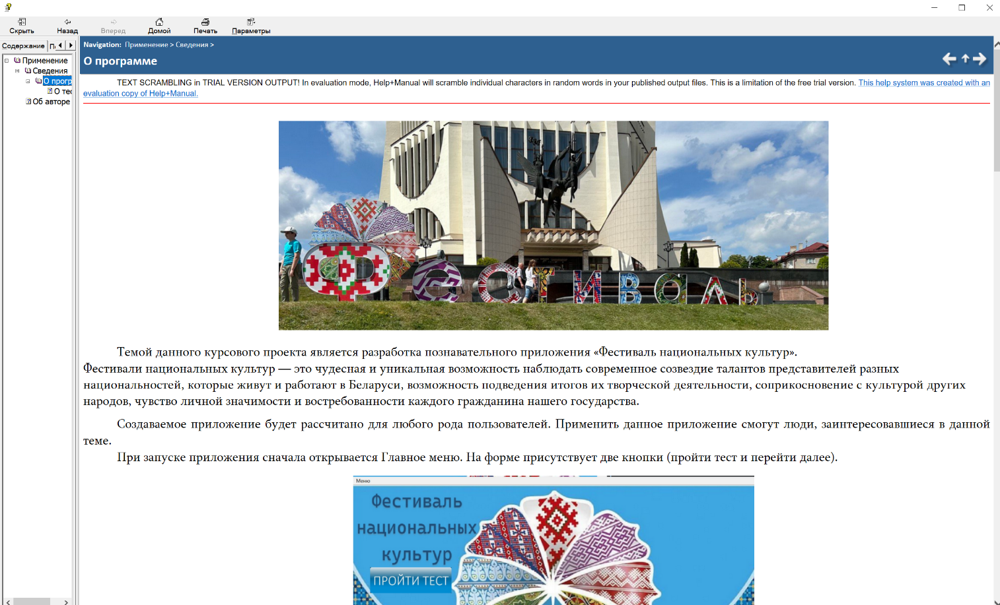 Скрыть
Назад
Вперед
Домой
Печать
Параметры
Содержание
Применение
Сведения
О прогр
О тес
Об авторе
Navigation: Применение > Сведения >
О программе
TEXT SCRAMBLING in TRIAL VERSION OUTPUT! In evaluation mode, Help+Manual will scramble individual characters in random words in your published output files. This is a limitation of the free trial version. This help system was created with an
evaluation copy of Help+Manual.
Фестиваль
Темой данного курсового проекта является разработка познавательного приложения «Фестиваль национальных культур».
Фестивали национальных культур — это чудесная и уникальная возможность наблюдать современное созвездие талантов представителей разных
национальностей, которые живут и работают в Беларуси, возможность подведения итогов их творческой деятельности, соприкосновение с культурой других
народов, чувство личной значимости и востребованности каждого гражданина нашего государства.
Создаваемое приложение будет рассчитано для любого рода пользователей. Применить данное приложение смогут люди, заинтересовавшиеся в данной
теме.
При запуске приложения сначала открывается Главное меню. На форме присутствует две кнопки (пройти тест и перейти далее).
Меню
Фестиваль
национальных
культур
ПРОЙТИ ТЕСТ